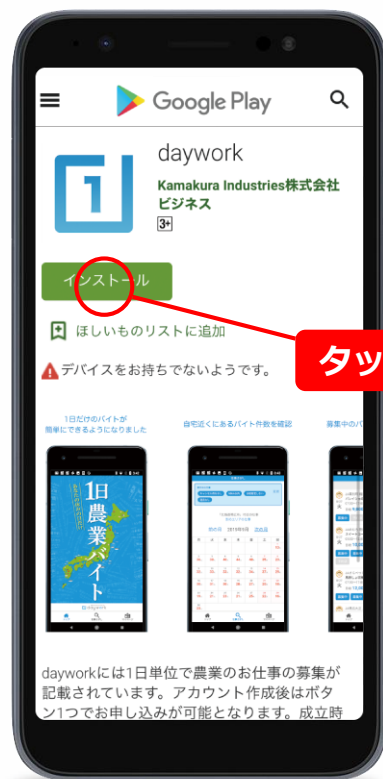 Google Play
daywork
Kamakura Industries株式会社
ビジネス
3+
インストール
ほしいものリストに追加
タッ
デバイスをお持ちでないようです。
1日だけのバイトが
簡単にできるようになりました
自宅近くにあるバイト件数を確認
募集中のバ
1日
農業バイト
dayworkには1日単位で農業のお仕事の募集が
記載されています。アカウント作成後はボタ
ン1つでお申し込みが可能となります。成立時